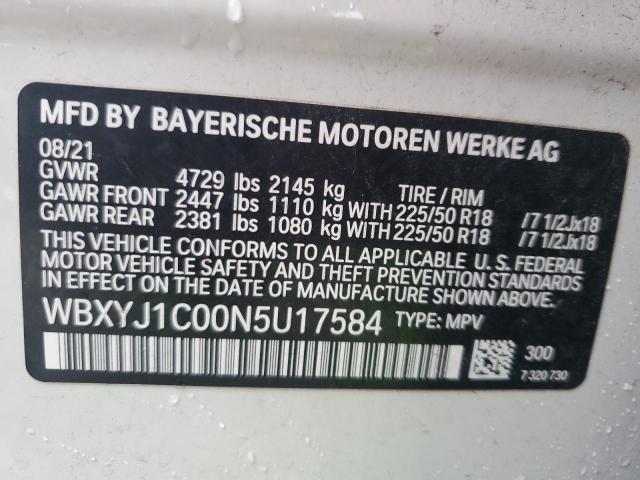 MFD BY BAYERISCHE MOTOREN WERKE AG
08/21
GVWR 4729 lbs 2145 kg TIRE / RIM
GAWR FRONT 2447 lbs 1110 kg WITH 225/50 R18 /7 1/2Jx18
GAWR REAR 2381 lbs 1080 kg WITH 225/50 R18 /7 1/2Jx18
THIS VEHICLE CONFORMS TO ALL APPLICABLE U. S. FEDERAL
MOTOR VEHICLE SAFETY AND THEFT PREVENTION STANDARDS
IN EFFECT ON THE DATE OF MANUFACTURE SHOWN ABOVE.
WBXYJ1C00N5U17584 TYPE: MPV
300
7 320 730